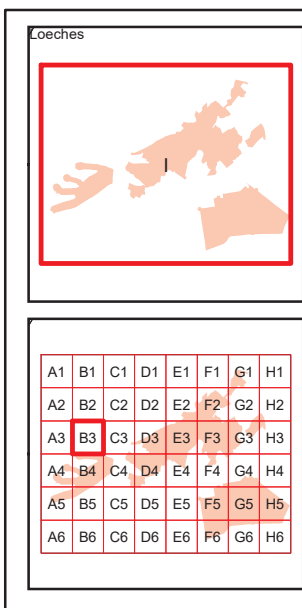 Loeches
I
A1 B1 C1 D1 E1 F1 G1 H1
A2 B2 C2 D2 E2 F2 G2 H2
A3 B3 C3 D3 E3 F3 G3 H3
A4 B4 C4 D4 E4 F4 G4 H4
A5 B5 C5 D5 E5 F5 G5 H5
A6 B6 C6 D6 E6 F6 G6 H6